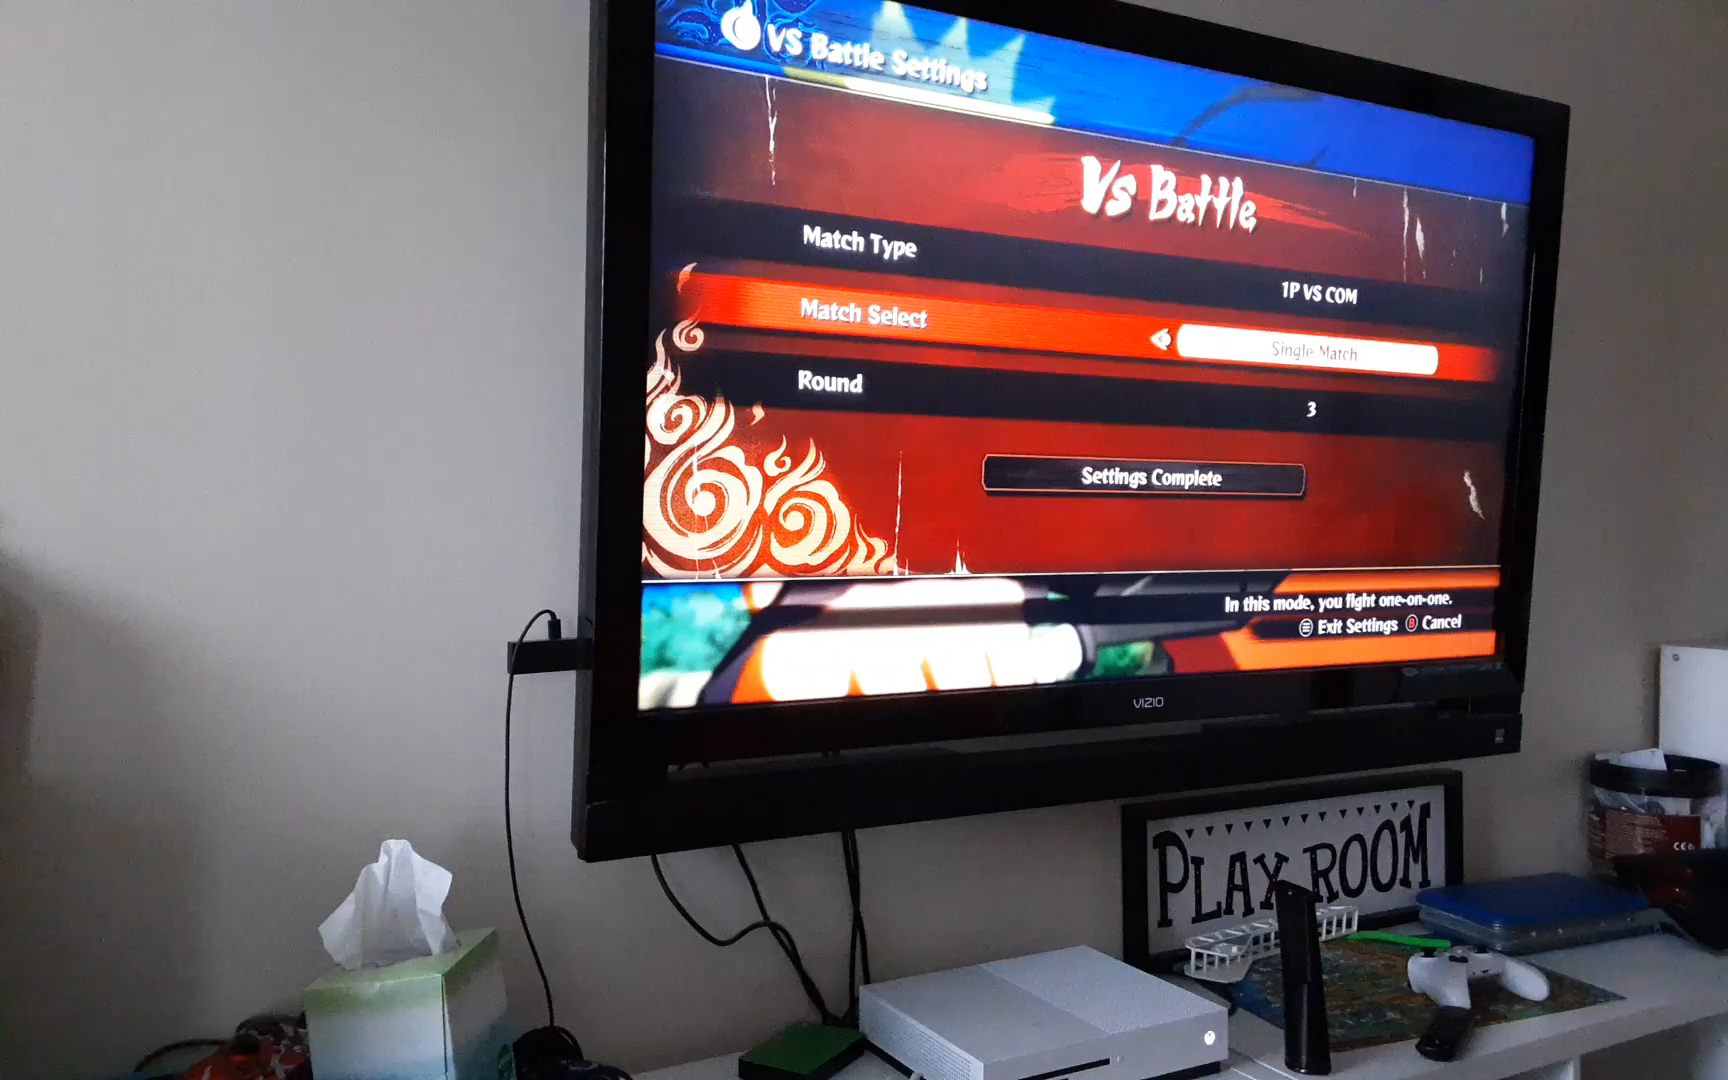 VS Battle Settings
Vs Battle
Match Type
1P VS COM
Match Select
Single Match
Round
3
Settings Complete
In this mode, you fight one-on-one.
Exit Settings B Cancel
VIZIO
PLAY ROOM
CE